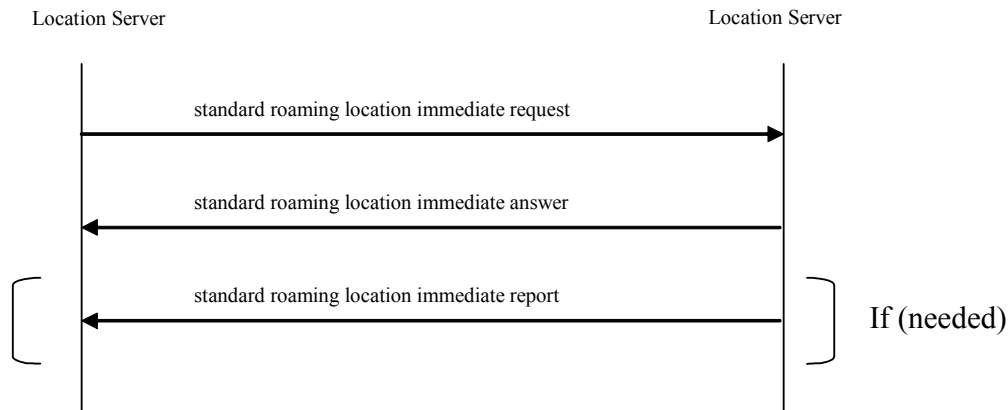 Location Server
Location Server
standard roaming location immediate request
standard roaming location immediate answer
standard roaming location immediate report
If (needed)